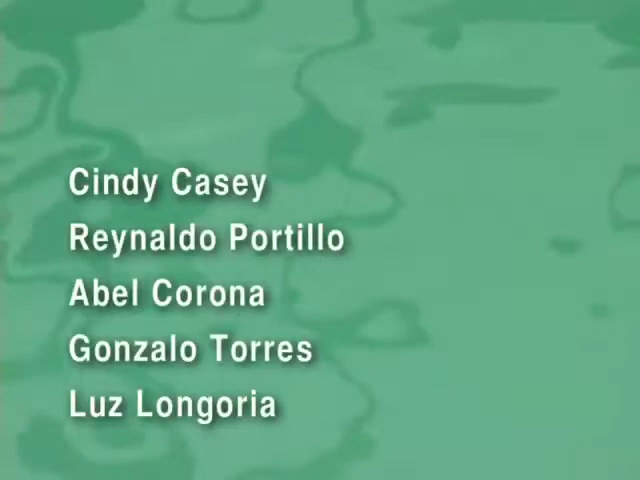 Cindy Casey
Reynaldo Portillo
Abel Corona
Gonzalo Torres
Luz Longoria